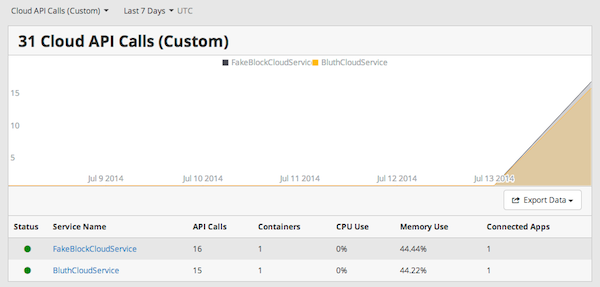 Cloud API Calls (Custom) Last 7 Days UTC
31 Cloud API Calls (Custom)
FakeBlockCloudService BluthCloudService
15
10
5
Jul 9 2014 Jul 10 2014 Jul 11 2014 Jul 12 2014 Jul 13 2014
Export Data
Status Service Name API Calls Containers CPU Use Memory Use Connected Apps
FakeBlockCloudService 16 1 0% 44.44% 1
BluthCloudService 15 1 0% 44.22% 1